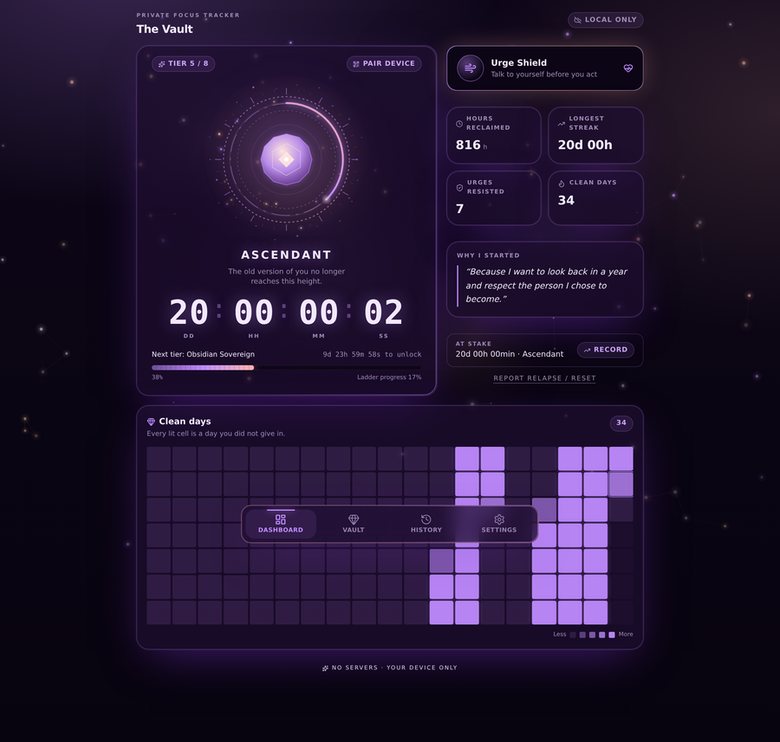 PRIVATE FOCUS TRACKER
The Vault
LOCAL ONLY
TIER 5 / 8
PAIR DEVICE
ASCENDANT
The old version of you no longer
reaches this height.
20 : 00 : 00 : 02
DD HH MM SS
Next tier: Obsidian Sovereign
9d 23h 59m 58s to unlock
38%
Ladder progress 17%
Urge Shield
Talk to yourself before you act
HOURS
RECLAIMED
816 h
LONGEST
STREAK
20d 00h
URGES
RESISTED
7
CLEAN DAYS
34
WHY I STARTED
“Because I want to look back in a year
and respect the person I chose to
become.”
AT STAKE
20d 00h 00min · Ascendant
RECORD
REPORT RELAPSE / RESET
Clean days
Every lit cell is a day you did not give in.
34
DASHBOARD
VAULT
HISTORY
SETTINGS
Less
More
NO SERVERS · YOUR DEVICE ONLY